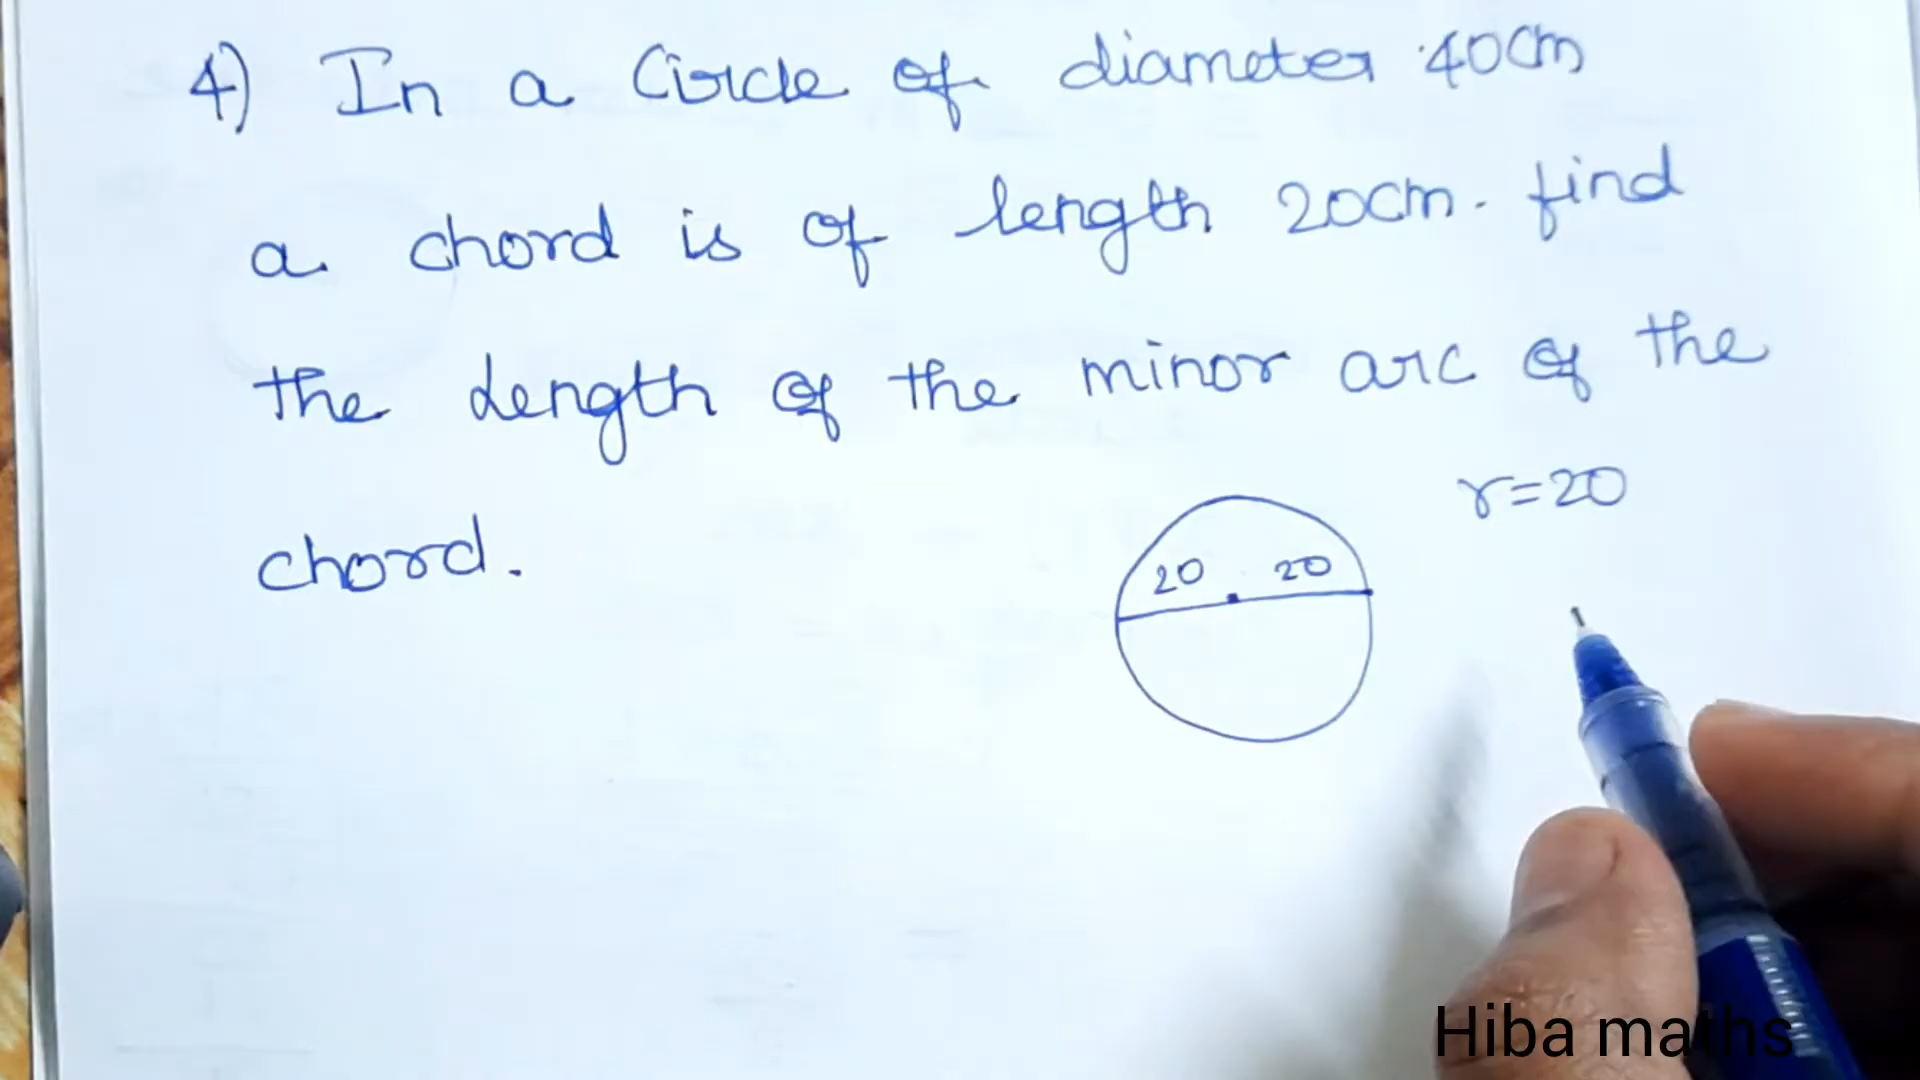 4) In a Circle of diameter 40cm
a chord is of length 20cm. find
the Length of the minor arc of the
chord.
r=20
20 20
Hiba maths